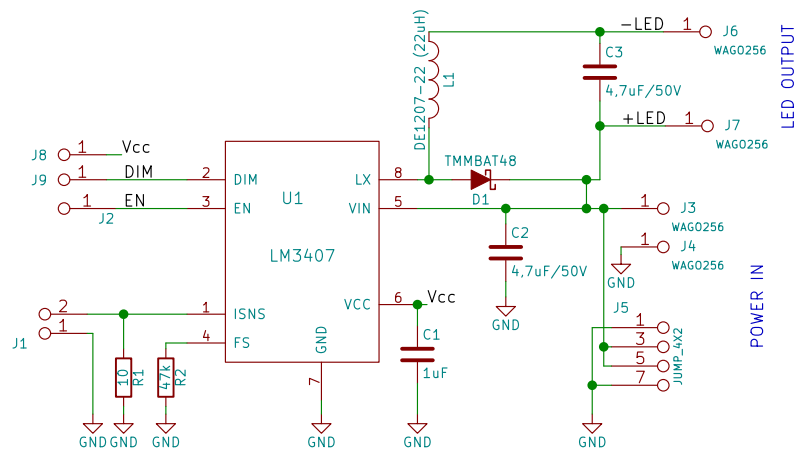 DE1207-22 (22uH)
L1
-LED
1
J6
WAGO256
C3
4,7uF/50V
LED OUTPUT
+LED
1
J7
WAGO256
J8
1
Vcc
J9
1
DIM
2
DIM
LX
8
TMMBAT48
D1
1
EN
J2
3
EN
U1
VIN
5
1
J3
WAGO256
LM3407
C2
4,7uF/50V
GND
1
J4
WAGO256
GND
POWER IN
VCC
6
Vcc
C1
1uF
GND
J1
2
1
1
ISNS
4
FS
GND
7
10
R1
47k
R2
J5
1
3
5
7
JUMP_4X2
GND
GND
GND
GND
GND